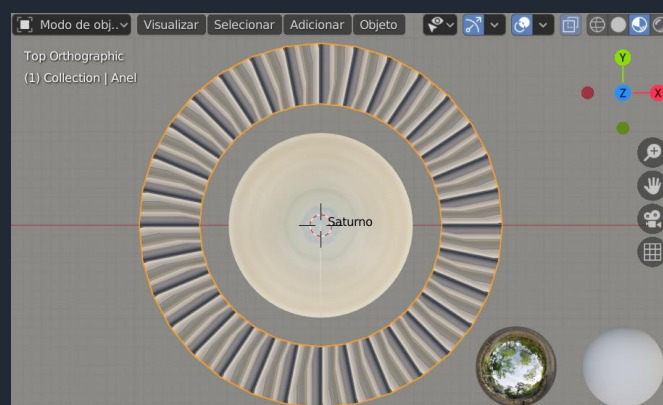 Modo de obj.. Visualizar Selecionar Adicionar Objeto
Top Orthographic
(1) Collection | Anel
Y
Z X
Saturno